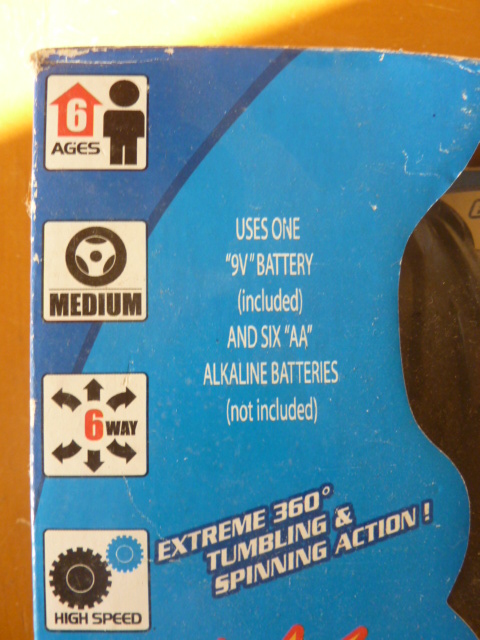 6
AGES
MEDIUM
6 WAY
HIGH SPEED
USES ONE
"9V" BATTERY
(included)
AND SIX "AA"
ALKALINE BATTERIES
(not included)
EXTREME 360°
TUMBLING &
SPINNING ACTION !